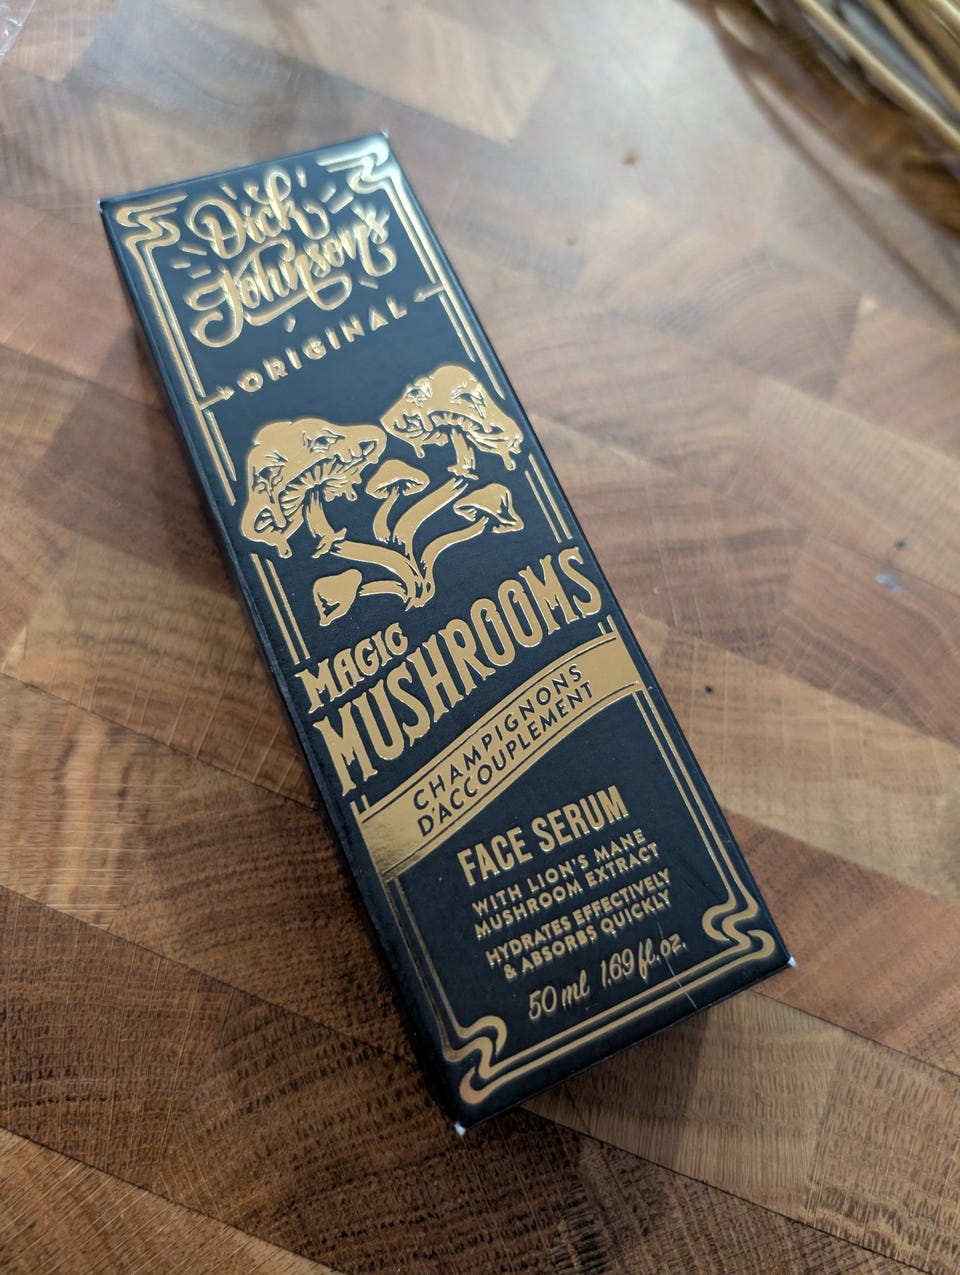 Dick
Johnson's
ORIGINAL
MAGIC
MUSHROOMS
CHAMPIGNONS
D'ACCOUPLEMENT
FACE SERUM
WITH LION'S MANE
MUSHROOM EXTRACT
HYDRATES EFFECTIVELY
& ABSORBS QUICKLY
50 ml 1.69 fl.oz.